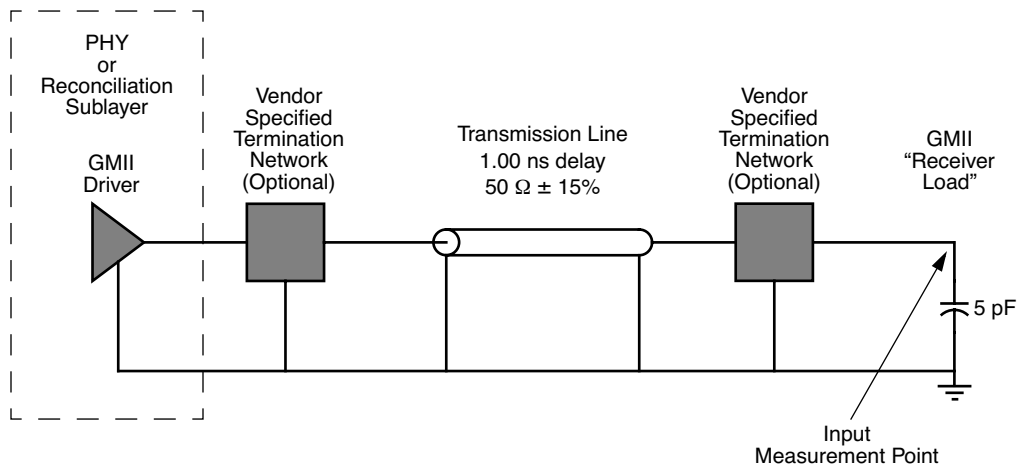 PHY
or
Reconciliation
Sublayer
GMII
Driver
Vendor
Specified
Termination
Network
(Optional)
Transmission Line
1.00 ns delay
50 Ω ± 15%
Vendor
Specified
Termination
Network
(Optional)
GMII
“Receiver
Load”
5 pF
Input
Measurement Point